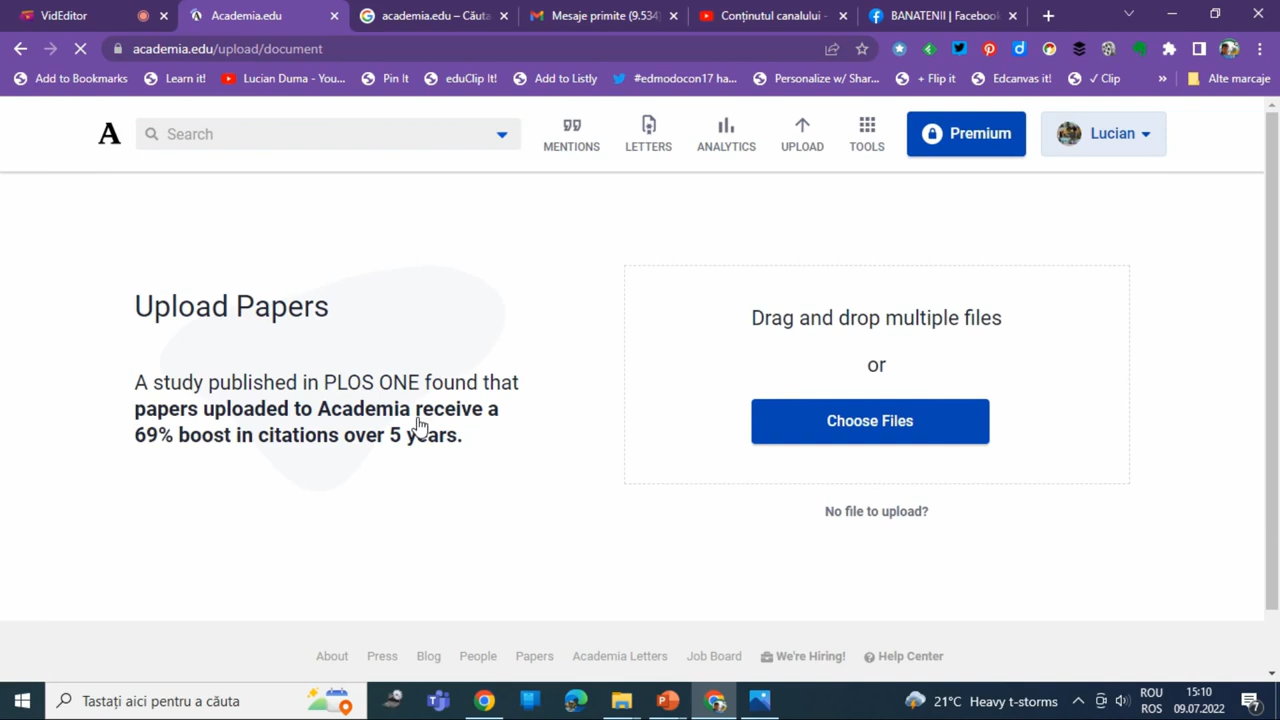 VidEditor
Academia.edu
academia.edu – Căuta
Mesaje primite (9.534)
Conținutul canalului -
BANATENII | Facebook
academia.edu/upload/document
Add to Bookmarks
Learn it!
Lucian Duma - You...
Pin It
eduClip It!
Add to Listly
#edmodocon17 ha...
Personalize w/ Shar...
+ Flip it
Edcanvas it!
✓ Clip
»
Alte marcaje
A
Search
MENTIONS
LETTERS
ANALYTICS
UPLOAD
TOOLS
Premium
Lucian
Upload Papers
A study published in PLOS ONE found that
papers uploaded to Academia receive a
69% boost in citations over 5 years.
Drag and drop multiple files
or
Choose Files
No file to upload?
About
Press
Blog
People
Papers
Academia Letters
Job Board
We're Hiring!
Help Center
Tastați aici pentru a căuta
21°C Heavy t-storms
ROU
ROS
15:10
09.07.2022
7